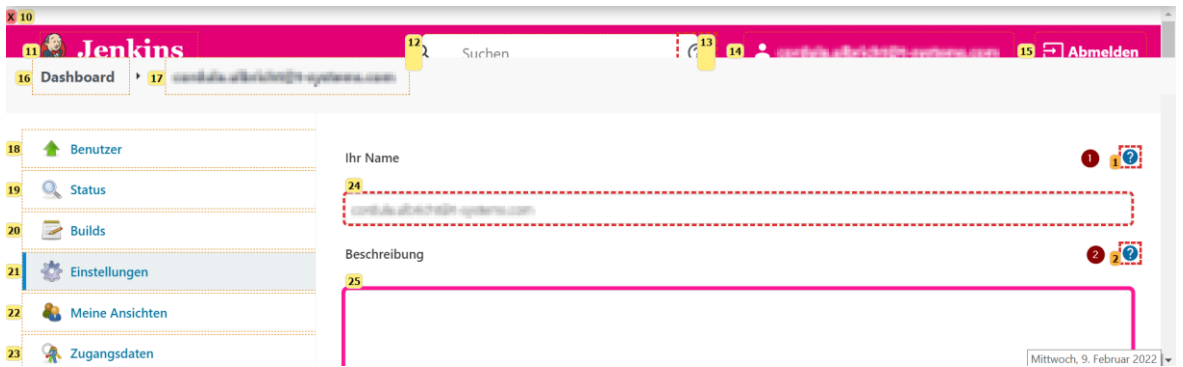 X 10
11 Jenkins 12 Suchen 13 14 15 Abmelden
16 Dashboard 17
18 Benutzer
Ihr Name 1 1 ?
19 Status
24
20 Builds
Beschreibung 2 2 ?
21 Einstellungen
25
22 Meine Ansichten
23 Zugangsdaten
Mittwoch, 9. Februar 2022